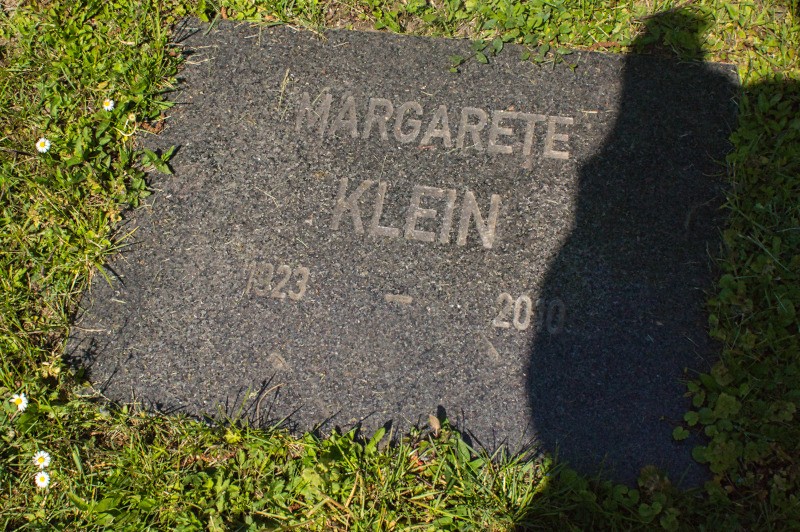 MARGARETE
KLEIN
1923 – 2010